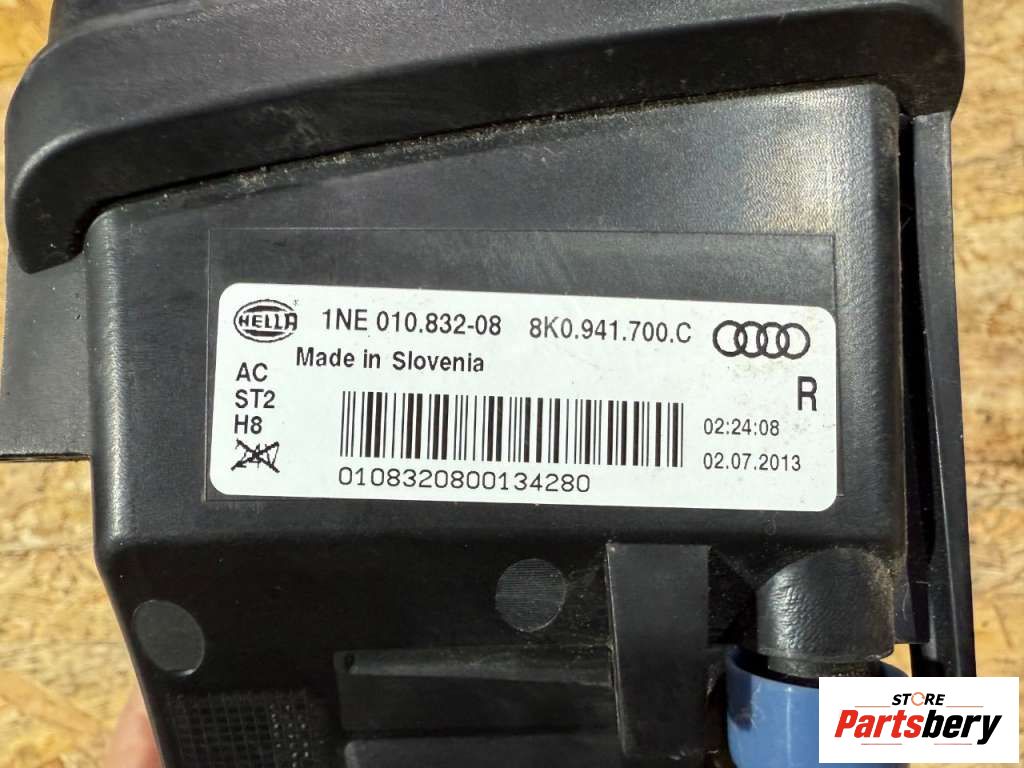 HELLA 1NE 010.832-08 8K0.941.700.C
Made in Slovenia
AC
ST2
H8
R
02:24:08
02.07.2013
0108320800134280
STORE
Partsbery